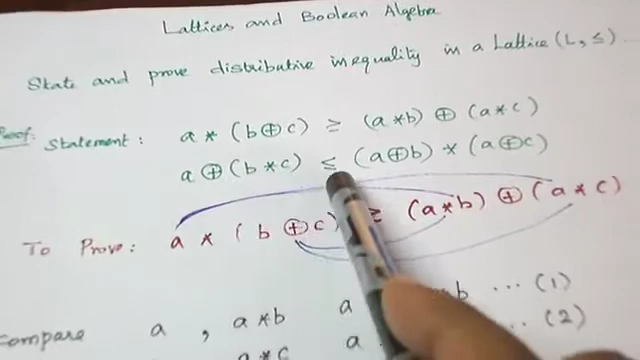 Lattices and Boolean Algebra
State and prove distributive inequality in a Lattice (L, ≤)
Proof: Statement: a * (b ⊕ c) ≥ (a * b) ⊕ (a * c)
a ⊕ (b * c) ≤ (a ⊕ b) * (a ⊕ c)
To Prove: a * ( b ⊕ c) ≥ (a * b) ⊕ (a * c)
Compare a , a * b a b ... (1)
a * c a .. (2)